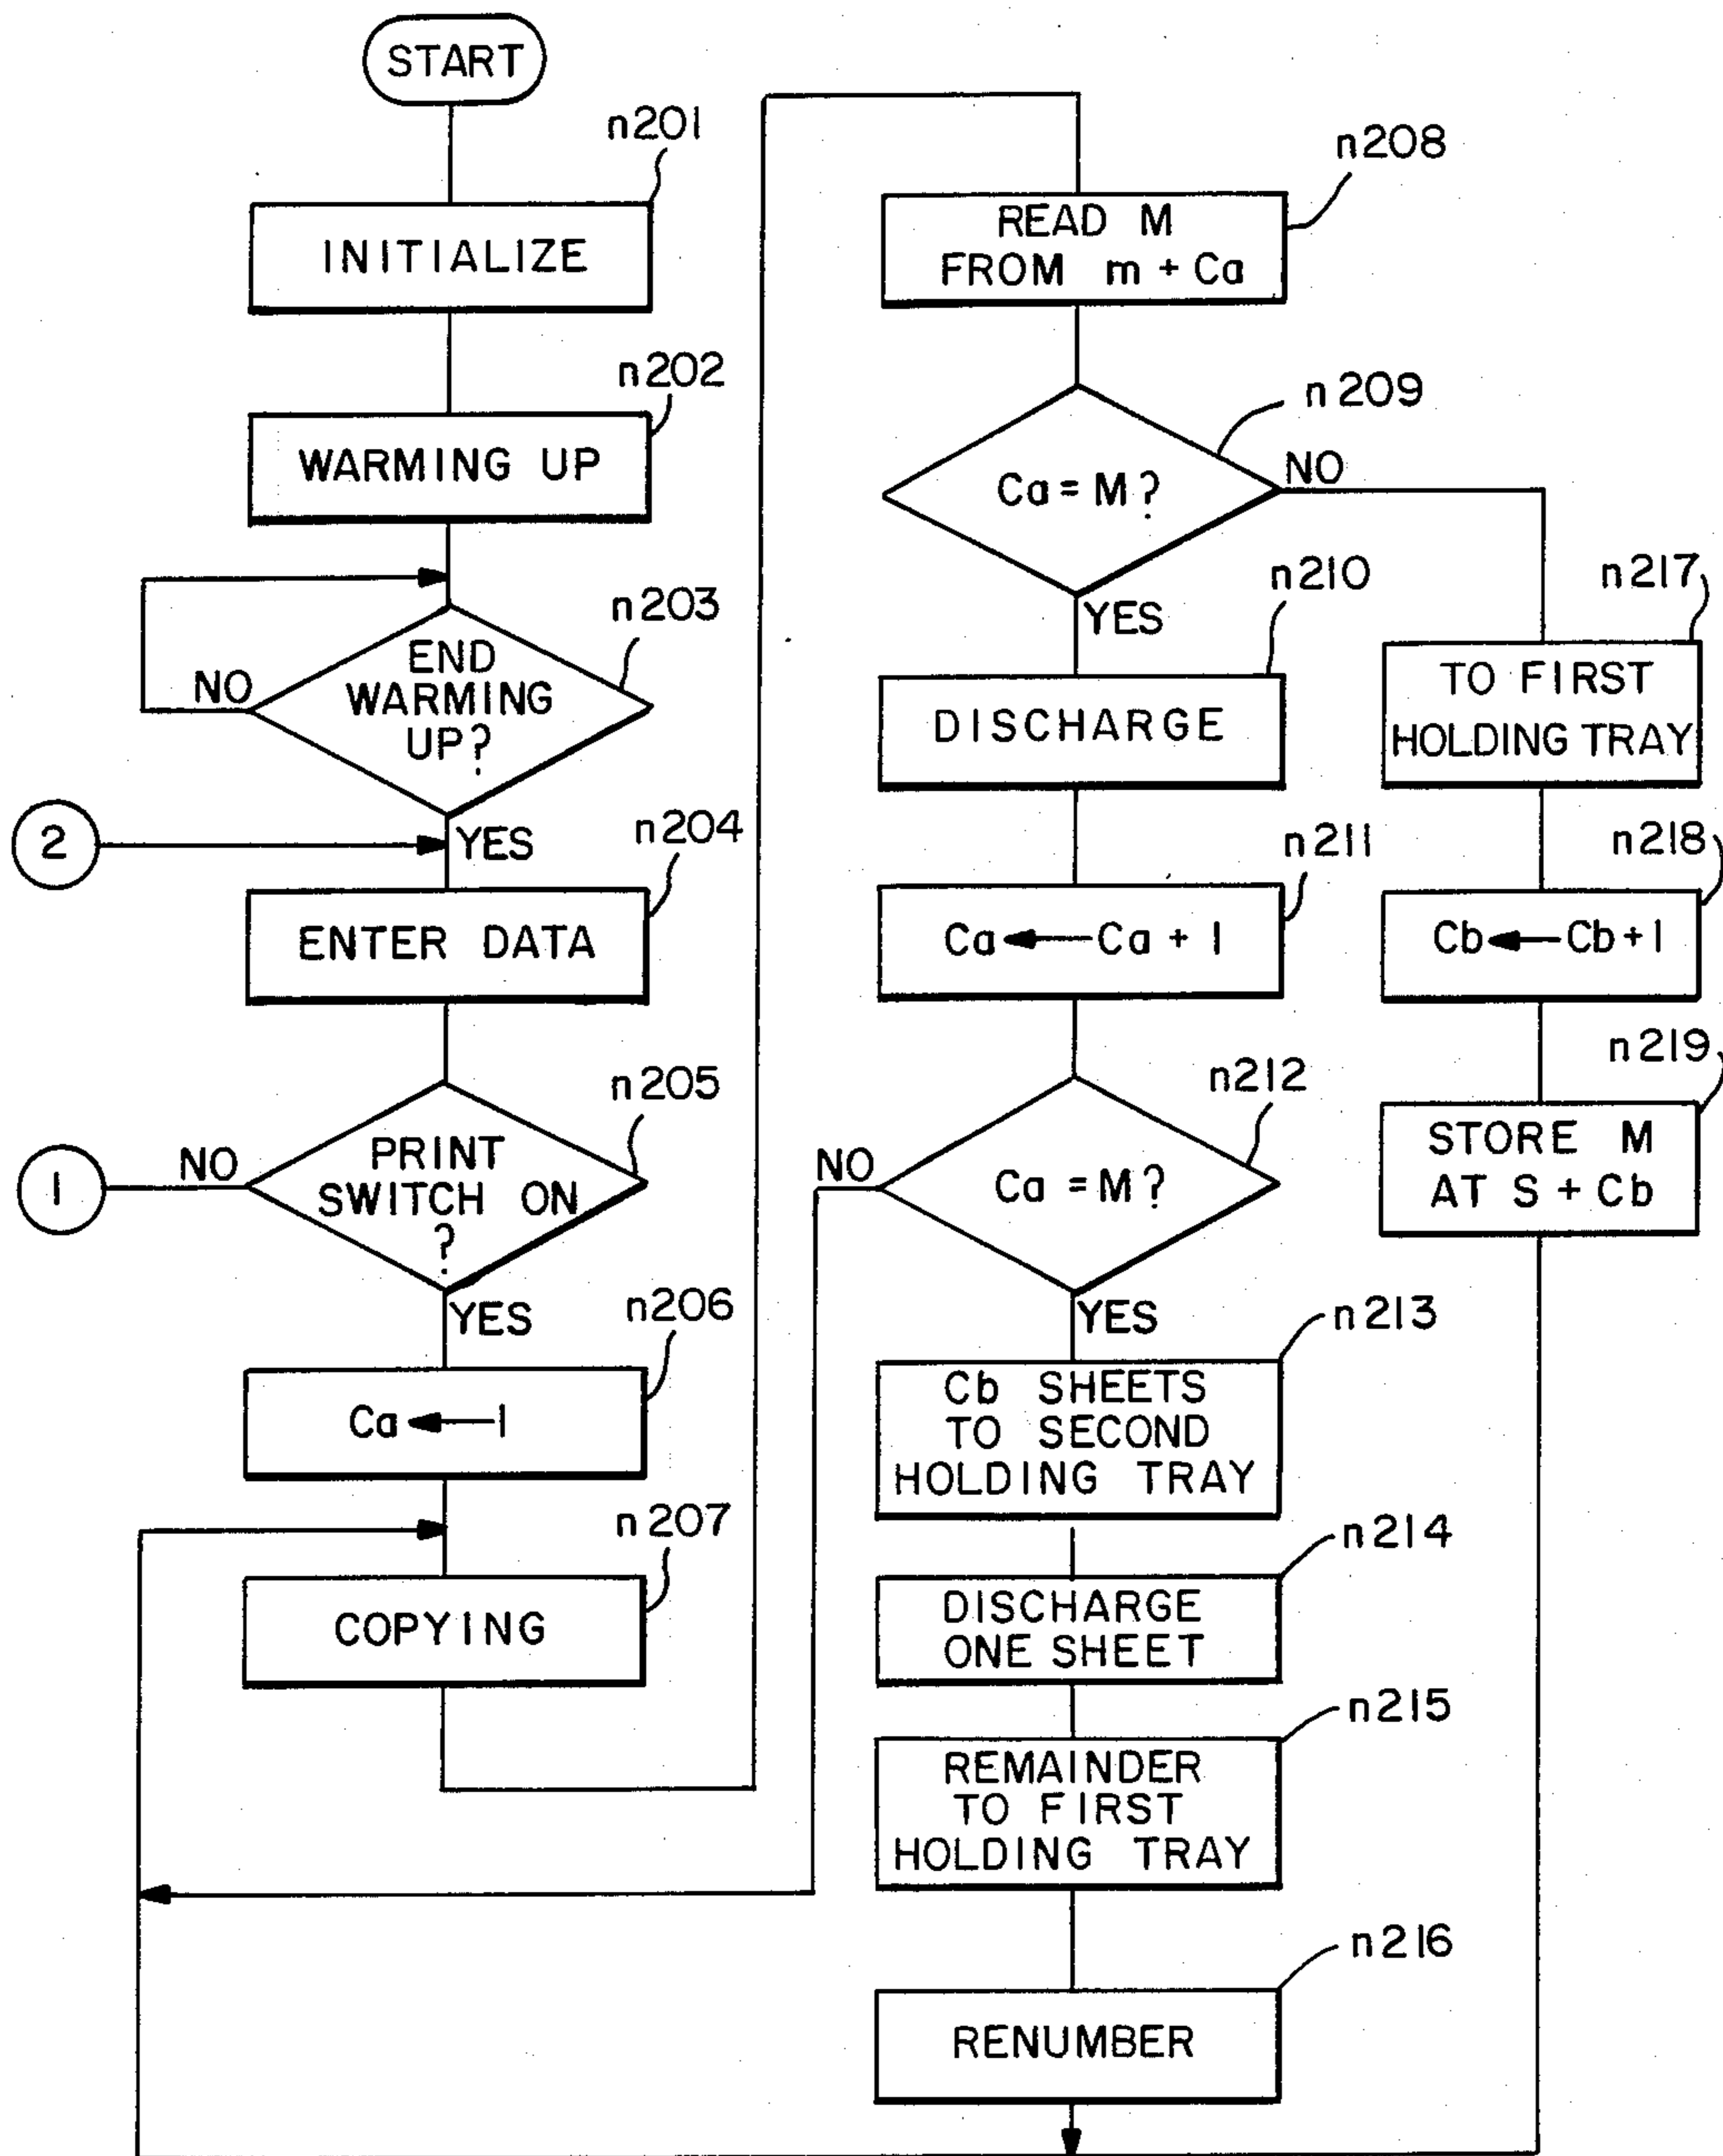 START
n201
INITIALIZE
n202
WARMING UP
n203
END
WARMING
UP?
NO
YES
2
n204
ENTER DATA
n205
PRINT
SWITCH ON
?
NO
1
YES
n206
Ca ← 1
n207
COPYING
n208
READ M
FROM m + Ca
n209
Ca = M?
NO
YES
n210
DISCHARGE
n211
Ca ← Ca + 1
n212
Ca = M?
NO
YES
n213
Cb SHEETS
TO SECOND
HOLDING TRAY
n214
DISCHARGE
ONE SHEET
n215
REMAINDER
TO FIRST
HOLDING TRAY
n216
RENUMBER
n217
TO FIRST
HOLDING TRAY
n218
Cb ← Cb + 1
n219
STORE M
AT S + Cb